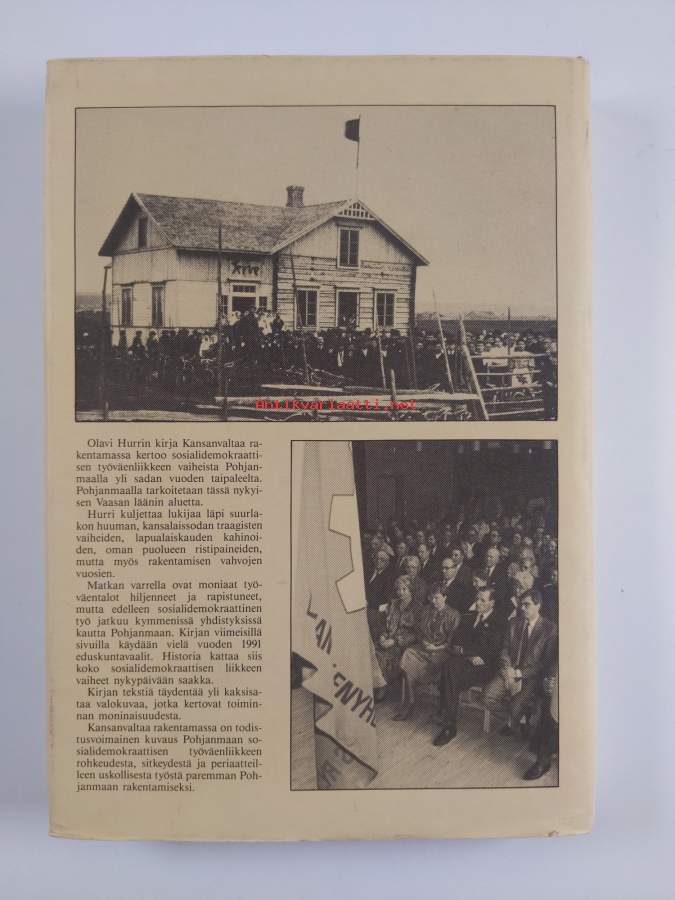 Antikvariaatti.net
Olavi Hurrin kirja Kansanvaltaa ra-
kentamassa kertoo sosialidemokraatti-
sen työväenliikkeen vaiheista Pohjan-
maalla yli sadan vuoden taipaleelta.
Pohjanmaalla tarkoitetaan tässä nykyi-
sen Vaasan läänin aluetta.
Hurri kuljettaa lukijaa läpi suurla-
kon huuman, kansalaissodan traagisten
vaiheiden, lapualaiskauden kahinoi-
den, oman puolueen ristipaineiden,
mutta myös rakentamisen vahvojen
vuosien.
Matkan varrella ovat moniaat työ-
väentalot hiljenneet ja rapistuneet,
mutta edelleen sosialidemokraattinen
työ jatkuu kymmenissä yhdistyksissä
kautta Pohjanmaan. Kirjan viimeisillä
sivuilla käydään vielä vuoden 1991
eduskuntavaalit. Historia kattaa siis
koko sosialidemokraattisen liikkeen
vaiheet nykypäivään saakka.
Kirjan tekstiä täydentää yli kaksisa-
taa valokuvaa, jotka kertovat toimin-
nan moninaisuudesta.
Kansanvaltaa rakentamassa on todis-
tusvoimainen kuvaus Pohjanmaan so-
sialidemokraattisen työväenliikkeen
rohkeudesta, sitkeydestä ja periaatteil-
leen uskollisesta työstä paremman Poh-
janmaan rakentamiseksi.